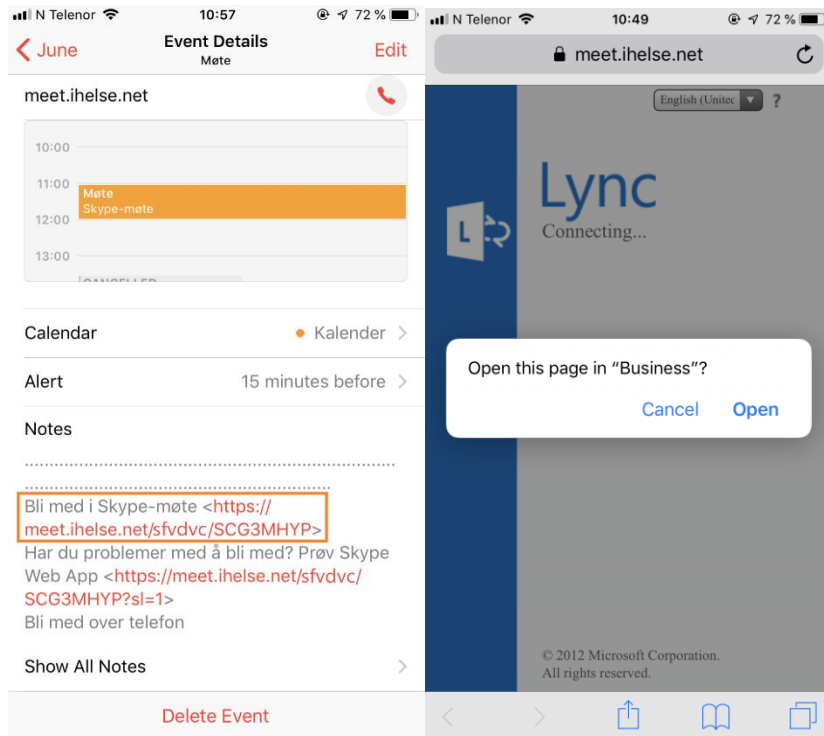 N Telenor 10:57 72 %
June Event Details Edit
Møte
meet.ihelse.net
10:00
11:00
Møte
Skype-møte
12:00
13:00
CANCELLED
Calendar Kalender
Alert 15 minutes before
Notes
Bli med i Skype-møte <https://
meet.ihelse.net/sfvdvc/SCG3MHYP>
Har du problemer med å bli med? Prøv Skype
Web App <https://meet.ihelse.net/sfvdvc/
SCG3MHYP?sl=1>
Bli med over telefon
Show All Notes
Delete Event
N Telenor 10:49 72 %
meet.ihelse.net
English (Unitec ?
Lync
L
Connecting...
Open this page in “Business”?
Cancel Open
© 2012 Microsoft Corporation.
All rights reserved.